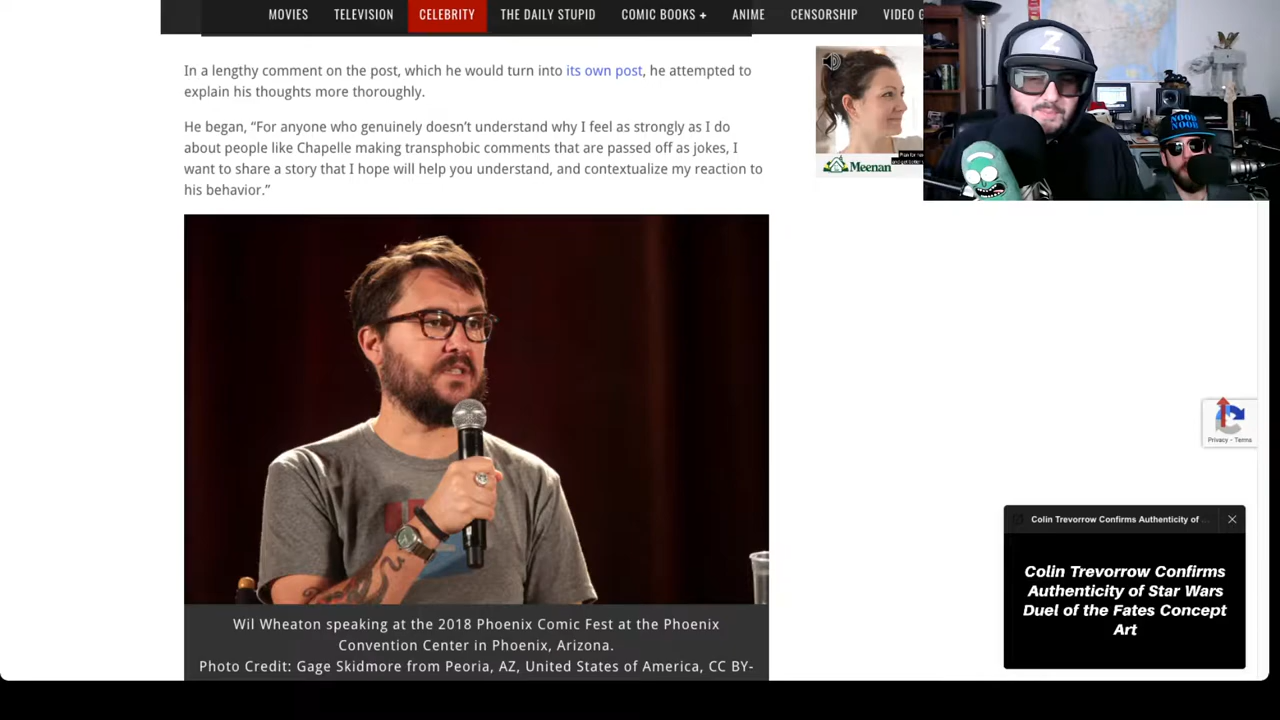 MOVIES TELEVISION CELEBRITY THE DAILY STUPID COMIC BOOKS + ANIME CENSORSHIP VIDEO G
In a lengthy comment on the post, which he would turn into its own post, he attempted to
explain his thoughts more thoroughly.
He began, “For anyone who genuinely doesn’t understand why I feel as strongly as I do
about people like Chapelle making transphobic comments that are passed off as jokes, I
want to share a story that I hope will help you understand, and contextualize my reaction to
his behavior.”
Meenan
Z
NOOB
NOOB
Privacy - Terms
Colin Trevorrow Confirms Authenticity of ...
Colin Trevorrow Confirms
Authenticity of Star Wars
Duel of the Fates Concept
Art
Wil Wheaton speaking at the 2018 Phoenix Comic Fest at the Phoenix
Convention Center in Phoenix, Arizona.
Photo Credit: Gage Skidmore from Peoria, AZ, United States of America, CC BY-